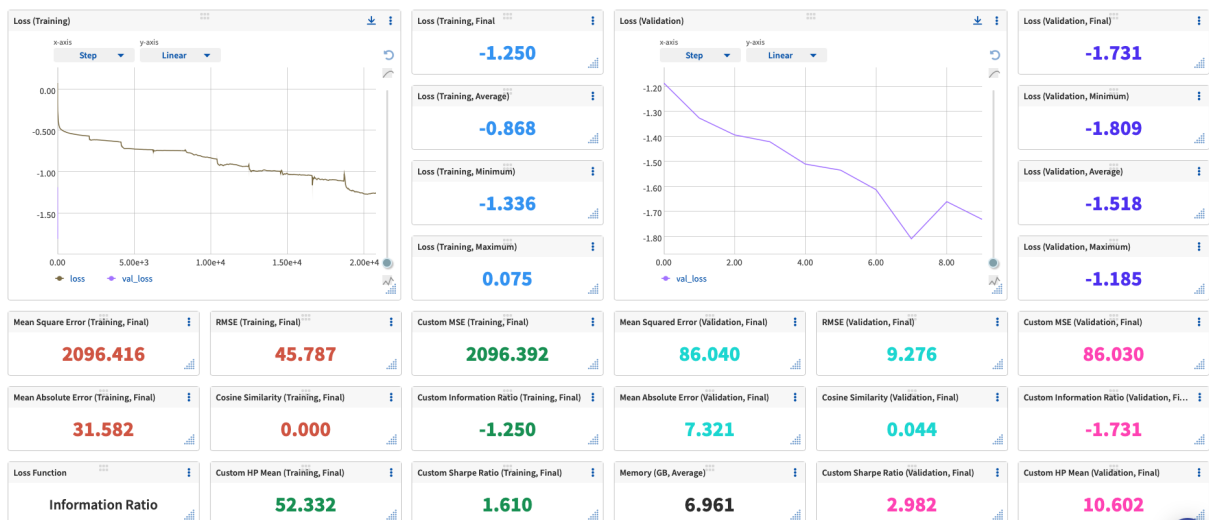 Loss (Training)
x-axis
y-axis
Step
Linear
0.00
-0.500
-1.00
-1.50
0.00
5.00e+3
1.00e+4
1.50e+4
2.00e+4
loss
val_loss
Loss (Training, Final
-1.250
Loss (Training, Average)
-0.868
Loss (Training, Minimum)
-1.336
Loss (Training, Maximum)
0.075
Loss (Validation)
x-axis
y-axis
Step
Linear
-1.20
-1.30
-1.40
-1.50
-1.60
-1.70
-1.80
0.00
2.00
4.00
6.00
8.00
val_loss
Loss (Validation, Final)
-1.731
Loss (Validation, Minimum)
-1.809
Loss (Validation, Average)
-1.518
Loss (Validation, Maximum)
-1.185
Mean Square Error (Training, Final)
2096.416
RMSE (Training, Final)
45.787
Custom MSE (Training, Final)
2096.392
Mean Squared Error (Validation, Final)
86.040
RMSE (Validation, Final)
9.276
Custom MSE (Validation, Final)
86.030
Mean Absolute Error (Training, Final)
31.582
Cosine Similarity (Training, Final)
0.000
Custom Information Ratio (Training, Final)
-1.250
Mean Absolute Error (Validation, Final)
7.321
Cosine Similarity (Validation, Final)
0.044
Custom Information Ratio (Validation, Fi...
-1.731
Loss Function
Information Ratio
Custom HP Mean (Training, Final)
52.332
Custom Sharpe Ratio (Training, Final)
1.610
Memory (GB, Average)
6.961
Custom Sharpe Ratio (Validation, Final)
2.982
Custom HP Mean (Validation, Final)
10.602